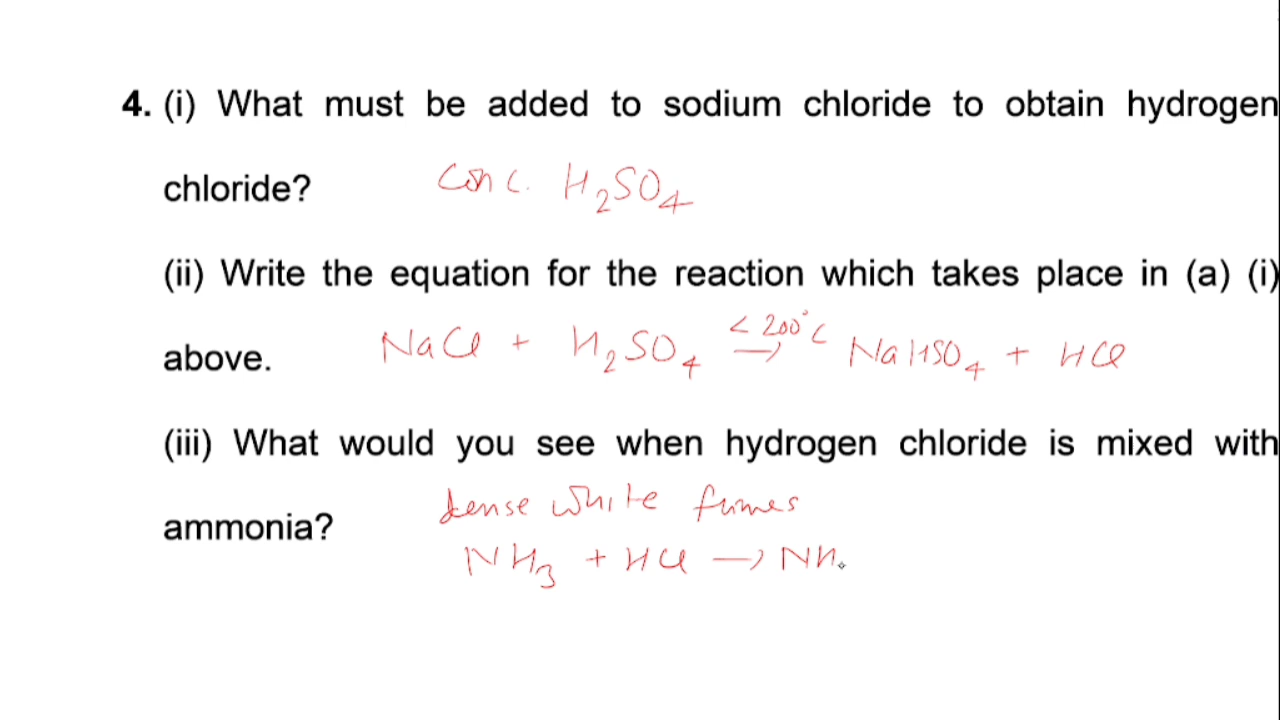 4. (i) What must be added to sodium chloride to obtain hydrogen
chloride? Conc. H₂SO₄
(ii) Write the equation for the reaction which takes place in (a) (i)
above. NaCl + H₂SO₄ <200°C → NaHSO₄ + HCl
(iii) What would you see when hydrogen chloride is mixed with
ammonia? dense white fumes
NH₃ + HCl → NH